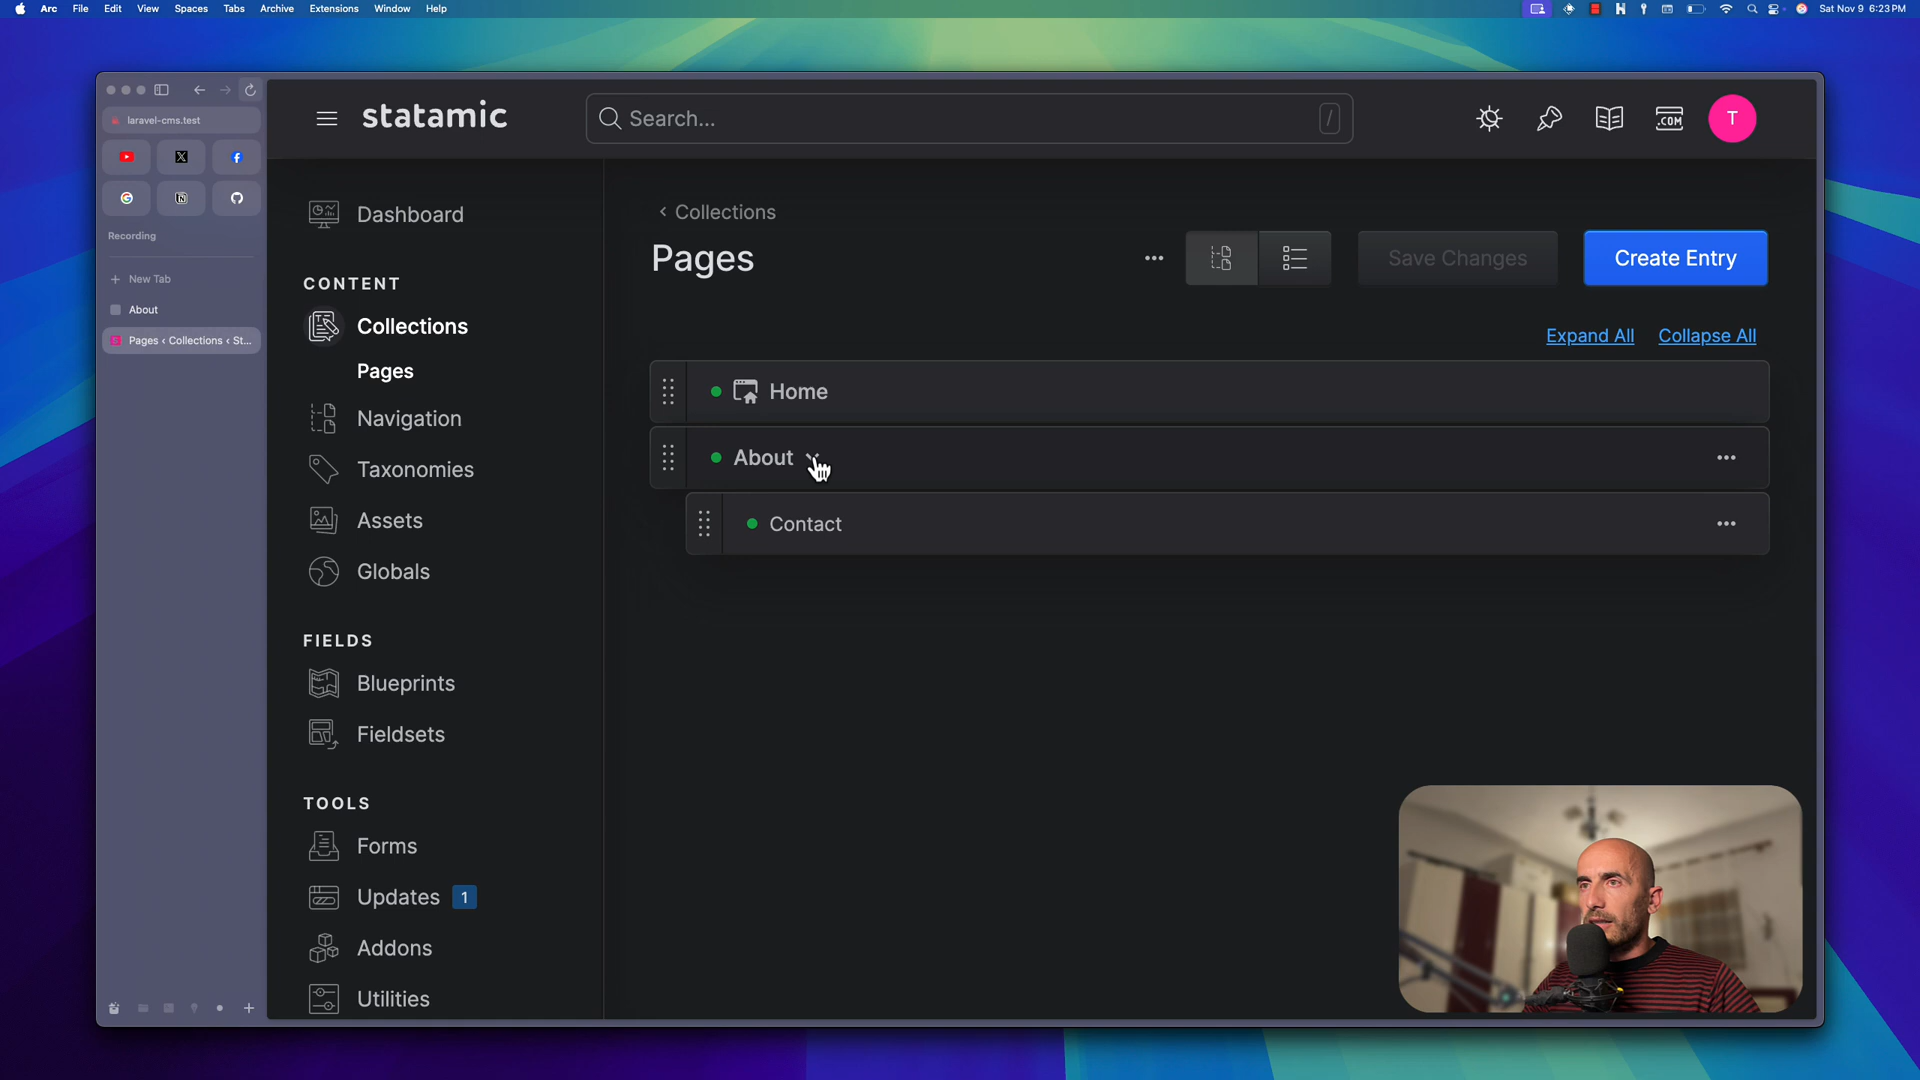 Arc File Edit View Spaces Tabs Archive Extensions Window Help
Sat Nov 9 6:23 PM
laravel-cms.test
Recording
New Tab
About
Pages ‹ Collections ‹ St...
statamic
Search...
/
.COM
T
Dashboard
CONTENT
Collections
Pages
Navigation
Taxonomies
Assets
Globals
FIELDS
Blueprints
Fieldsets
TOOLS
Forms
Updates 1
Addons
Utilities
‹ Collections
Pages
Save Changes
Create Entry
Expand All Collapse All
Home
About
Contact